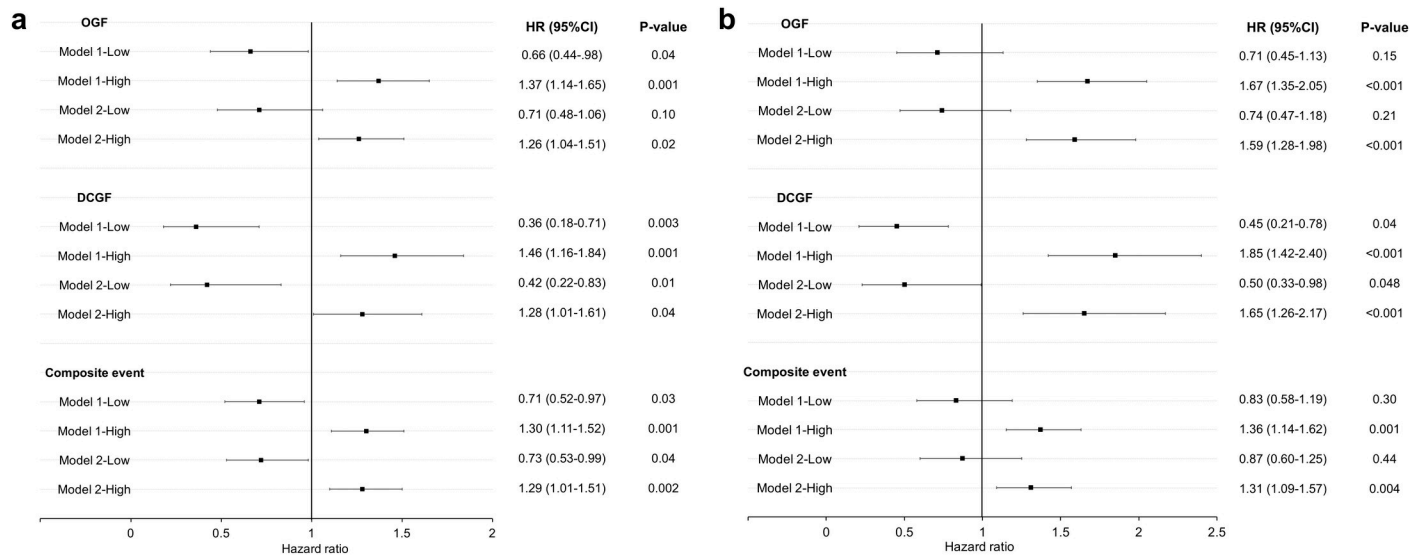 a
OGF HR (95%CI) P-value
Model 1-Low 0.66 (0.44-.98) 0.04
Model 1-High 1.37 (1.14-1.65) 0.001
Model 2-Low 0.71 (0.48-1.06) 0.10
Model 2-High 1.26 (1.04-1.51) 0.02
DCGF
Model 1-Low 0.36 (0.18-0.71) 0.003
Model 1-High 1.46 (1.16-1.84) 0.001
Model 2-Low 0.42 (0.22-0.83) 0.01
Model 2-High 1.28 (1.01-1.61) 0.04
Composite event
Model 1-Low 0.71 (0.52-0.97) 0.03
Model 1-High 1.30 (1.11-1.52) 0.001
Model 2-Low 0.73 (0.53-0.99) 0.04
Model 2-High 1.29 (1.01-1.51) 0.002
0 0.5 1 1.5 2
Hazard ratio
b
OGF HR (95%CI) P-value
Model 1-Low 0.71 (0.45-1.13) 0.15
Model 1-High 1.67 (1.35-2.05) <0.001
Model 2-Low 0.74 (0.47-1.18) 0.21
Model 2-High 1.59 (1.28-1.98) <0.001
DCGF
Model 1-Low 0.45 (0.21-0.78) 0.04
Model 1-High 1.85 (1.42-2.40) <0.001
Model 2-Low 0.50 (0.33-0.98) 0.048
Model 2-High 1.65 (1.26-2.17) <0.001
Composite event
Model 1-Low 0.83 (0.58-1.19) 0.30
Model 1-High 1.36 (1.14-1.62) 0.001
Model 2-Low 0.87 (0.60-1.25) 0.44
Model 2-High 1.31 (1.09-1.57) 0.004
0 0.5 1 1.5 2 2.5
Hazard ratio